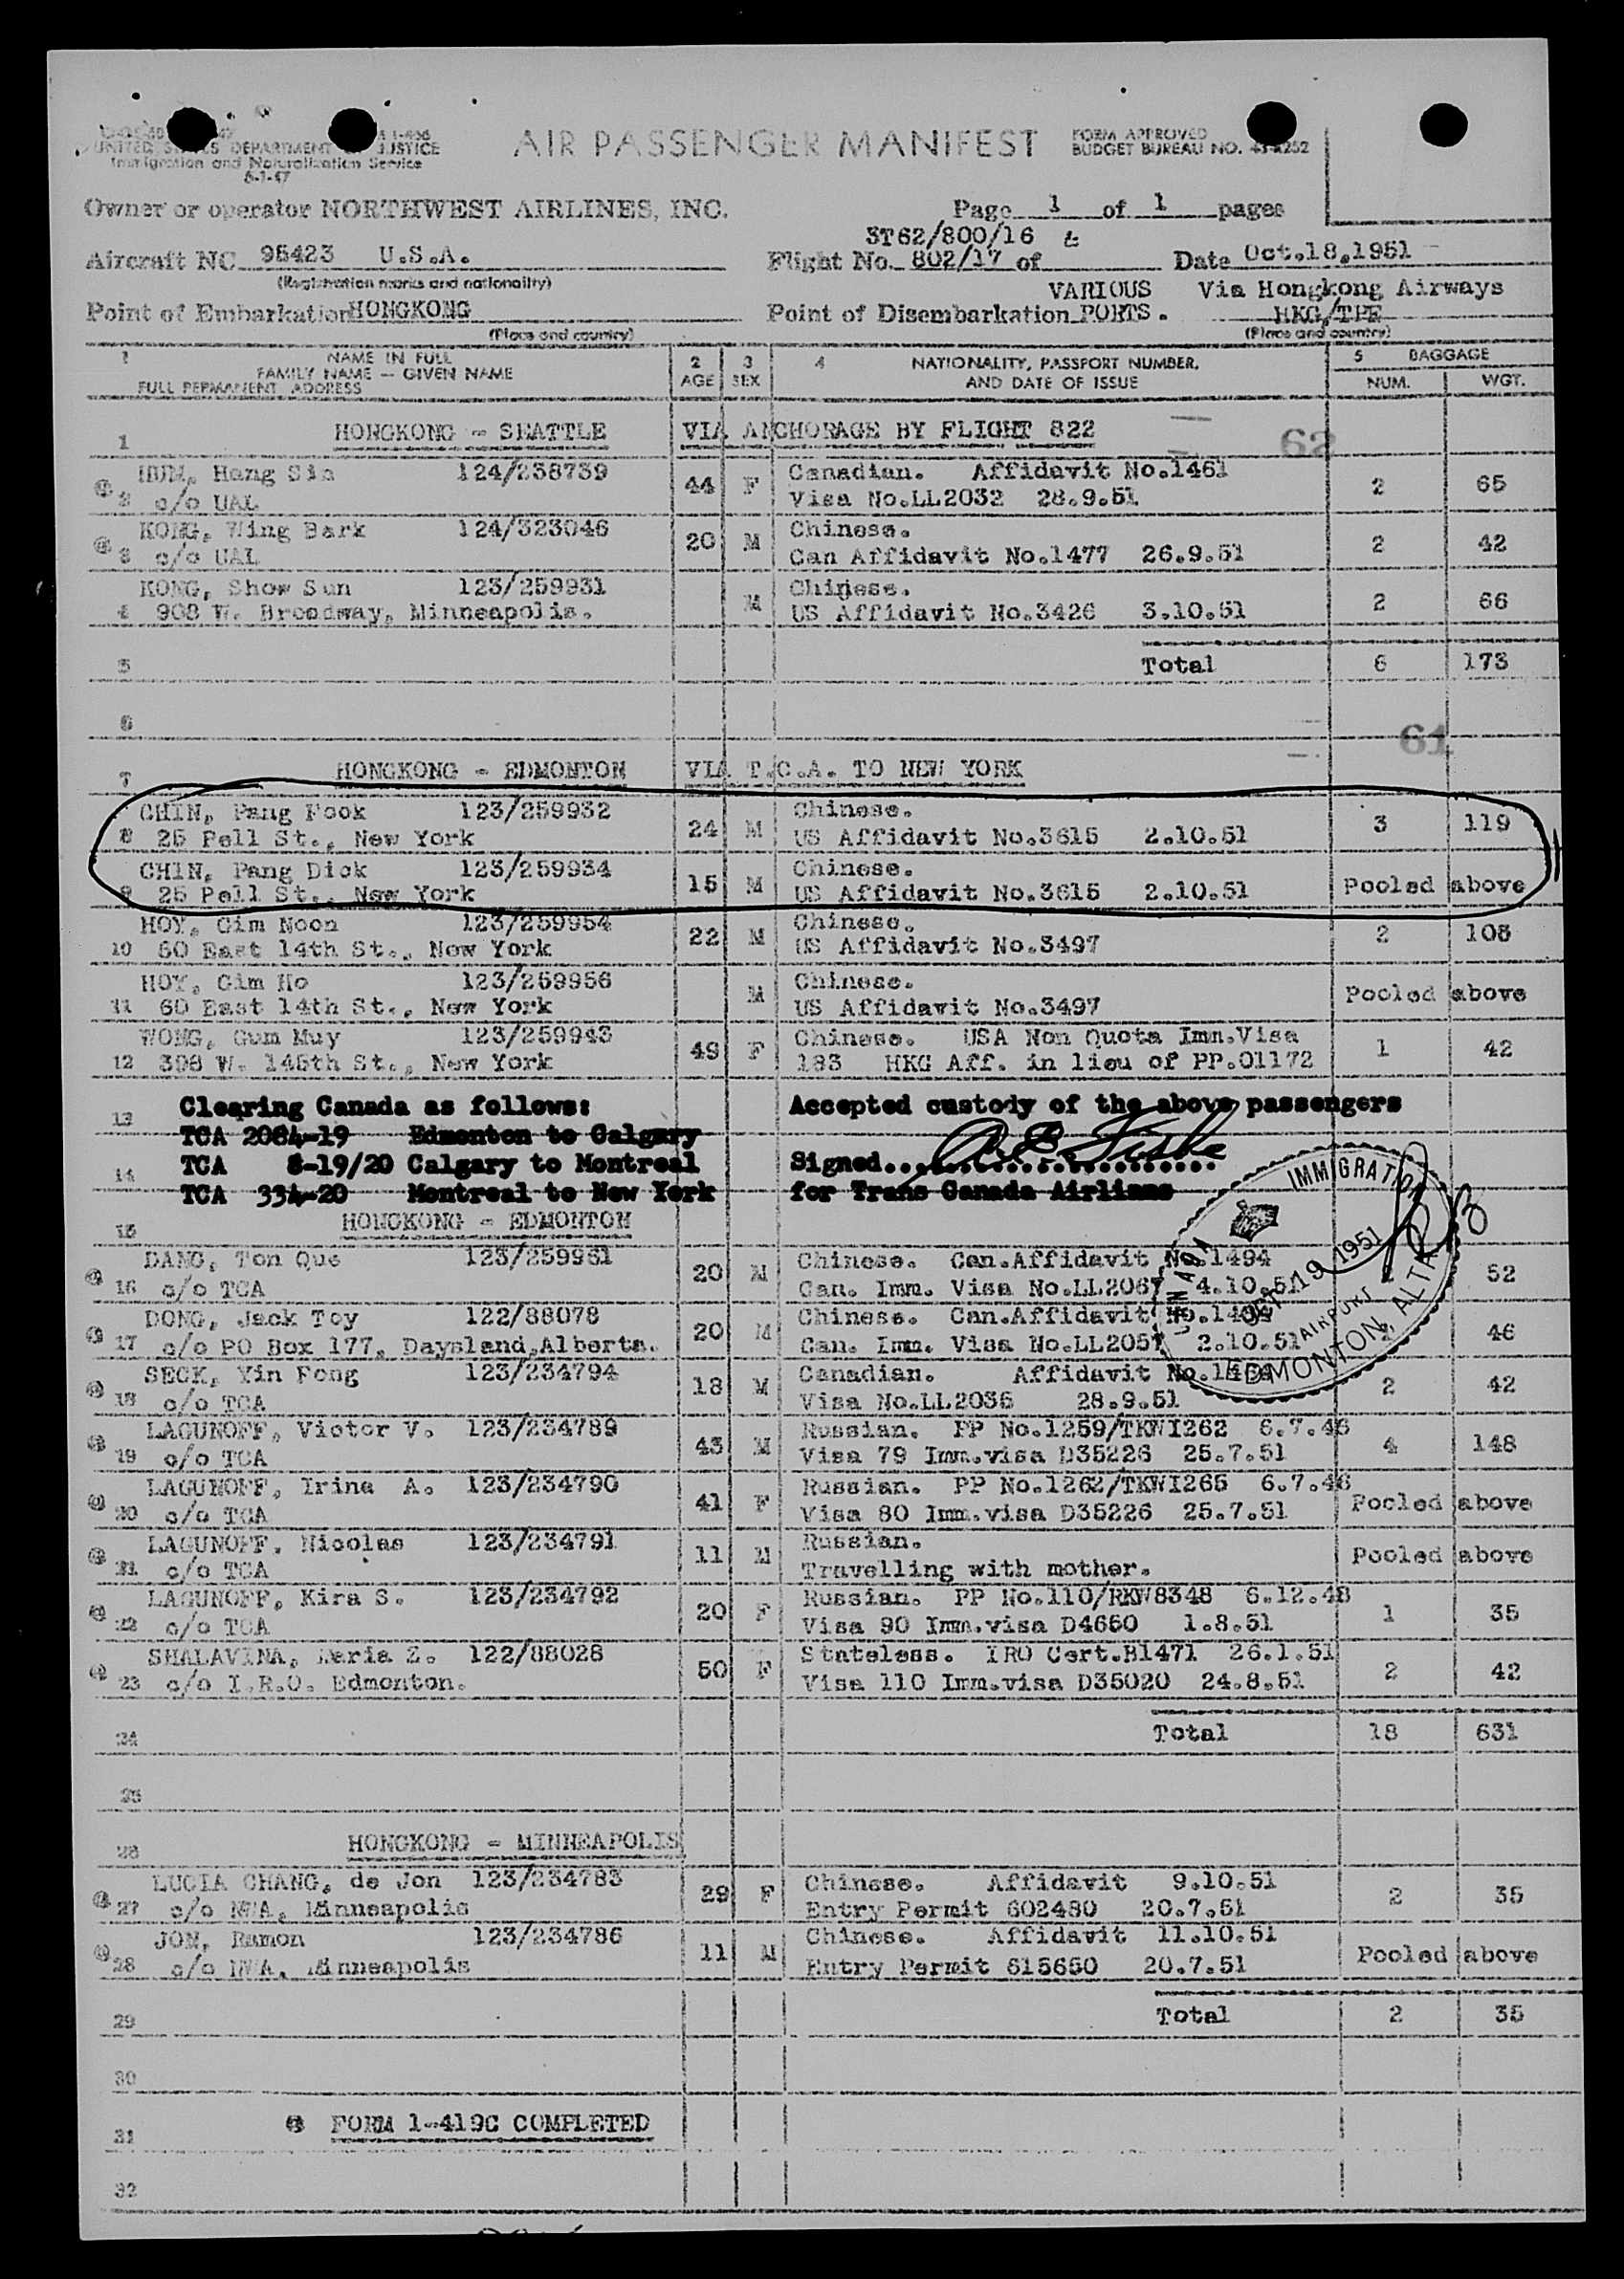 UNITED STATES DEPARTMENT OF JUSTICE
Immigration and Naturalization Service
6-1-47
AIR PASSENGER MANIFEST
FORM APPROVED
BUDGET BUREAU NO.
Owner or operator NORTHWEST AIRLINES, INC.
Page 1 of 1 pages
ST62/800/16 &
Aircraft NC 95423 U.S.A.
Flight No. 802/17 of
Date Oct.18,1951
(Registration marks and nationality)
VARIOUS Via Hongkong Airways
Point of Embarkation HONGKONG
Point of Disembarkation PORTS. HKG/TPE
(Place and country) (Place and country)
1 NAME IN FULL 2 3 4 NATIONALITY, PASSPORT NUMBER, 5 BAGGAGE
FAMILY NAME — GIVEN NAME AGE SEX AND DATE OF ISSUE NUM. WGT.
FULL PERMANENT ADDRESS
1 HONGKONG - SEATTLE VIA ANCHORAGE BY FLIGHT 822 62
HUM, Hang Sin 124/238739 44 F Canadian. Affidavit No.1461 2 65
2 c/o UAL Visa No.LL2032 28.9.51
KONG, Wing Bark 124/323046 20 M Chinese. 2 42
3 c/o UAL Can Affidavit No.1477 26.9.51
KONG, Show Sun 123/259931 M Chinese. 2 66
4 908 W. Broadway, Minneapolis. US Affidavit No.3426 3.10.51
5 Total 6 173
6
61
7 HONGKONG - EDMONTON VIA T.C.A. TO NEW YORK
CHIN, Pang Fook 123/259932 24 M Chinese. 3 119
8 25 Pell St., New York US Affidavit No.3615 2.10.51
CHIN, Pang Dick 123/259934 15 M Chinese. Pooled above
9 25 Pell St., New York US Affidavit No.3615 2.10.51
HOY, Gim Noon 123/259954 22 M Chinese. 2 105
10 60 East 14th St., New York US Affidavit No.3497
HOY, Gim Ho 123/259956 M Chinese. Pooled above
11 60 East 14th St., New York US Affidavit No.3497
WONG, Gum Muy 123/259943 49 F Chinese. USA Non Quota Imm.Visa 1 42
12 398 W. 145th St., New York 183 HKG Aff. in lieu of PP.01172
13 Clearing Canada as follows: Accepted custody of the above passengers
TCA 2084-19 Edmonton to Calgary
14 TCA 8-19/20 Calgary to Montreal Signed
TCA 334-20 Montreal to New York for Trans Canada Airlines
15 HONGKONG - EDMONTON
IMMIGRATION
CANADA
OCT 19 1951
AIRPORT
EDMONTON, ALTA
DANG, Ton Que 123/259961 20 M Chinese. Can.Affidavit No.1494 52
16 c/o TCA Can. Imm. Visa No.LL2067 4.10.51
DONG, Jack Toy 122/88078 20 M Chinese. Can.Affidavit No. 46
17 c/o PO Box 177, Daysland,Alberta. Can. Imm. Visa No.LL2057 2.10.51
SECK, Yin Fong 123/234794 18 M Canadian. Affidavit 2 42
18 c/o TCA Visa No.LL2036 28.9.51
LAGUNOFF, Victor V. 123/234789 43 M Russian. PP No.1259/TKWI262 6.7.46 4 148
19 c/o TCA Visa 79 Imm.visa D35226 25.7.51
LAGUNOFF, Irina A. 123/234790 41 F Russian. PP No.1262/TKWI265 6.7.46 Pooled above
20 c/o TCA Visa 80 Imm.visa D35226 25.7.51
LAGUNOFF, Nicolas 123/234791 11 M Russian. Pooled above
21 c/o TCA Travelling with mother.
LAGUNOFF, Kira S. 123/234792 20 F Russian. PP No.110/RKW8348 6.12.48 1 35
22 c/o TCA Visa 90 Imm.visa D4660 1.8.51
SHALAVINA, Maria Z. 122/88028 50 F Stateless. IRO Cert.B1471 26.1.51 2 42
23 c/o I.R.O. Edmonton. Visa 110 Imm.visa D35020 24.8.51
24 Total 18 631
25
26 HONGKONG - MINNEAPOLIS
LUCIA CHANG, de Jon 123/234783 29 F Chinese. Affidavit 9.10.51 2 35
27 c/o NWA, Minneapolis Entry Permit 602480 20.7.51
JON, Ramon 123/234786 11 M Chinese. Affidavit 11.10.51 Pooled above
28 c/o NWA, Minneapolis Entry Permit 615650 20.7.51
29 Total 2 35
30
31 @ FORM 1-419C COMPLETED
32